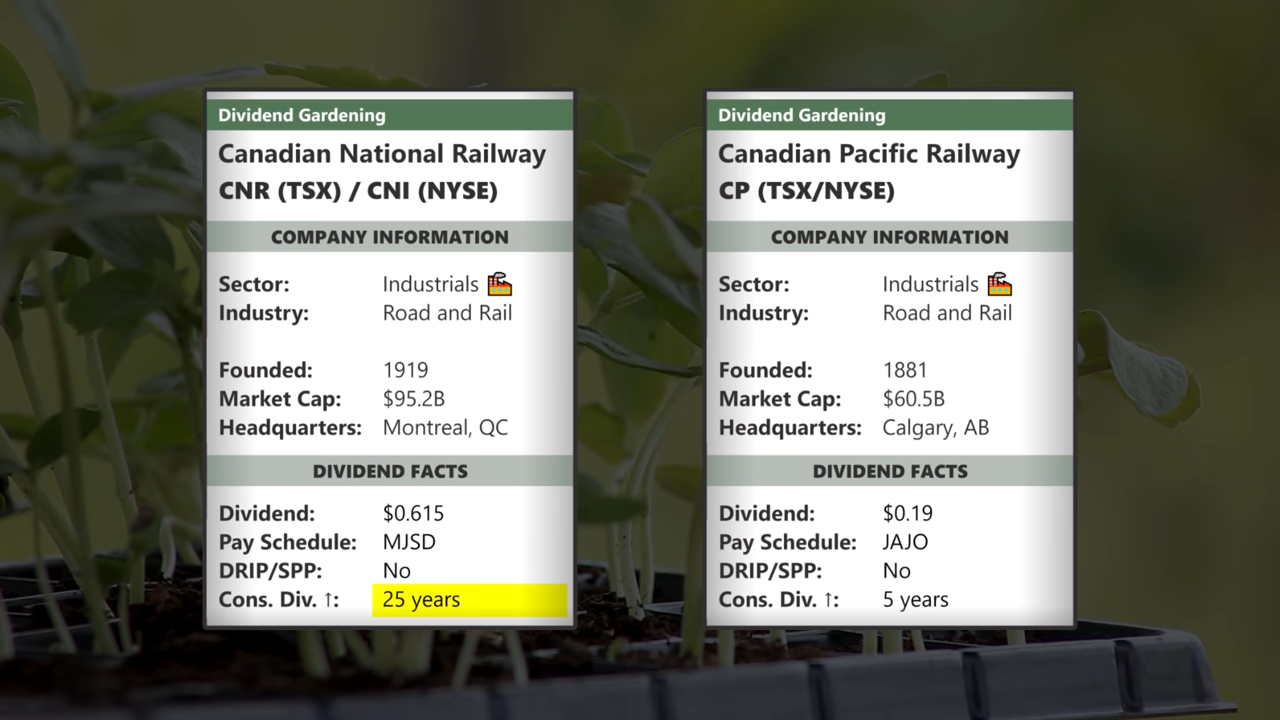 Dividend Gardening
Canadian National Railway
CNR (TSX) / CNI (NYSE)
COMPANY INFORMATION
Sector: Industrials
Industry: Road and Rail
Founded: 1919
Market Cap: $95.2B
Headquarters: Montreal, QC
DIVIDEND FACTS
Dividend: $0.615
Pay Schedule: MJSD
DRIP/SPP: No
Cons. Div. ↑: 25 years
Dividend Gardening
Canadian Pacific Railway
CP (TSX/NYSE)
COMPANY INFORMATION
Sector: Industrials
Industry: Road and Rail
Founded: 1881
Market Cap: $60.5B
Headquarters: Calgary, AB
DIVIDEND FACTS
Dividend: $0.19
Pay Schedule: JAJO
DRIP/SPP: No
Cons. Div. ↑: 5 years